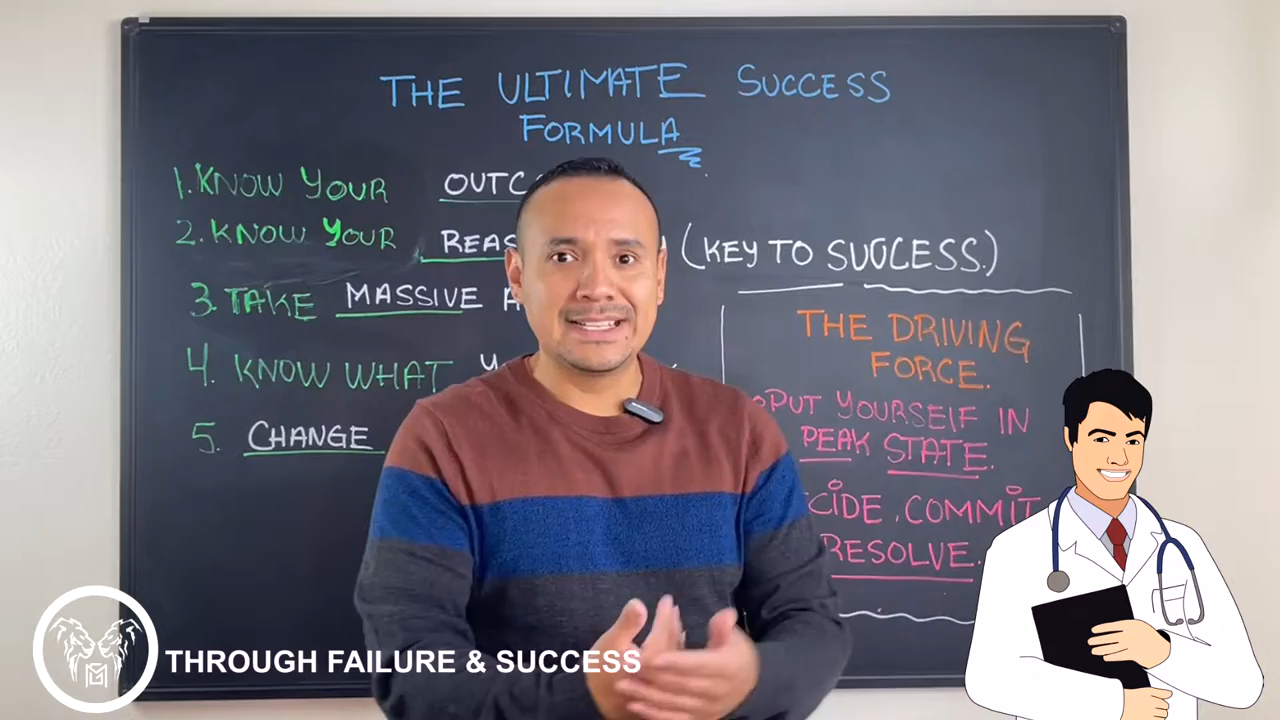 THE ULTIMATE SUCCESS
FORMULA
1. KNOW YOUR OUTC
2. KNOW YOUR REAS
(KEY TO SUCCESS.)
3. TAKE MASSIVE A
4. KNOW WHAT Y
5. CHANGE
THE DRIVING
FORCE.
PUT YOURSELF IN
PEAK STATE.
CIDE, COMMIT
RESOLVE.
THROUGH FAILURE & SUCCESS